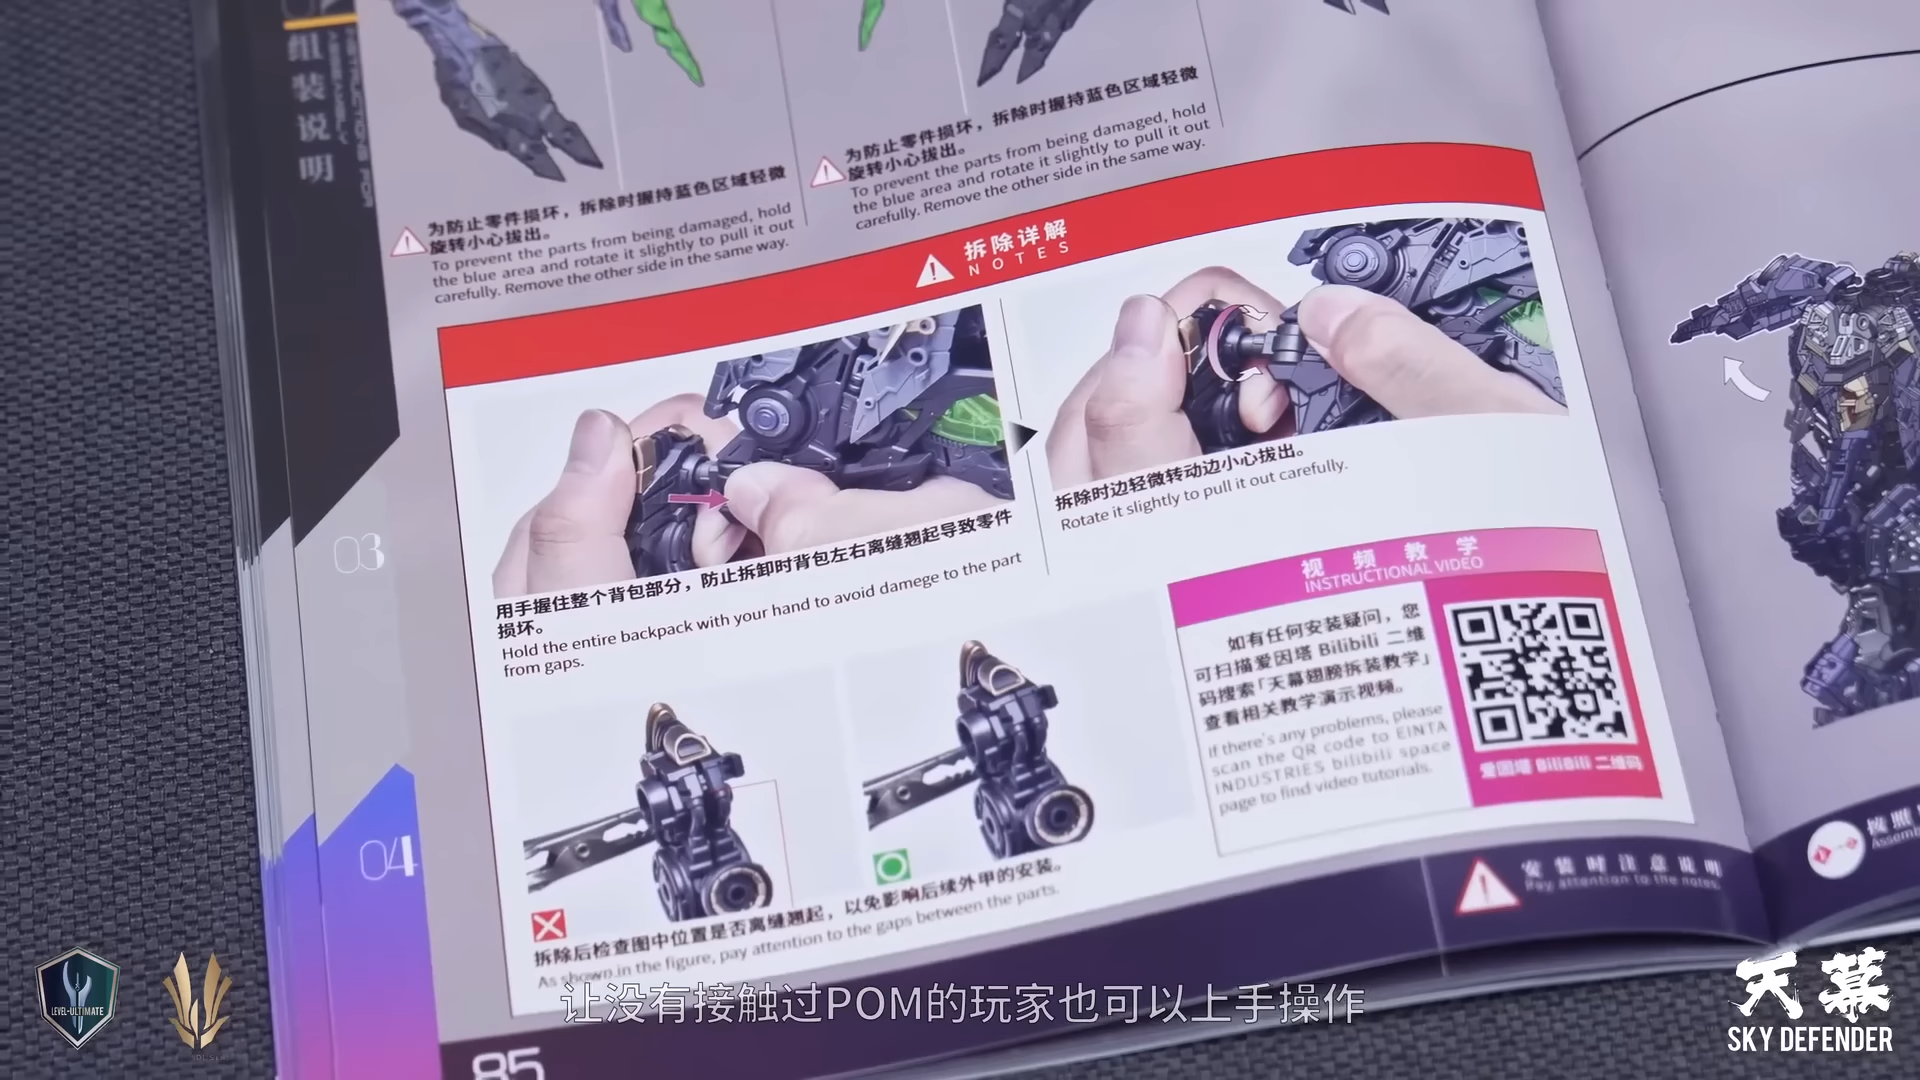 组装说明
03
04
为防止零件损坏，拆除时握持蓝色区域轻微
旋转小心拔出。
To prevent the parts from being damaged, hold
the blue area and rotate it slightly to pull it out
carefully. Remove the other side in the same way.
为防止零件损坏，拆除时握持蓝色区域轻微
旋转小心拔出。
To prevent the parts from being damaged, hold
the blue area and rotate it slightly to pull it out
carefully. Remove the other side in the same way.
拆除详解
NOTES
用手握住整个背包部分，防止拆卸时背包左右离缝翘起导致零件
损坏。
Hold the entire backpack with your hand to avoid damege to the part
from gaps.
拆除时边轻微转动边小心拔出。
Rotate it slightly to pull it out carefully.
拆除后检查图中位置是否离缝翘起，以免影响后续外甲的安装。
As shown in the figure, pay attention to the gaps between the parts.
视频教学
INSTRUCTIONAL VIDEO
如有任何安装疑问，您
可扫描爱因塔 Bilibili 二维
码搜索「天幕翅膀拆装教学」
查看相关教学演示视频。
If there's any problems, please
scan the QR code to EINTA
INDUSTRIES bilibili space
page to find video tutorials.
爱因塔 Bilibili 二维码
安装时注意说明
Pay attention to the notes.
85
让没有接触过POM的玩家也可以上手操作
LEVEL-ULTIMATE
天幕
SKY DEFENDER